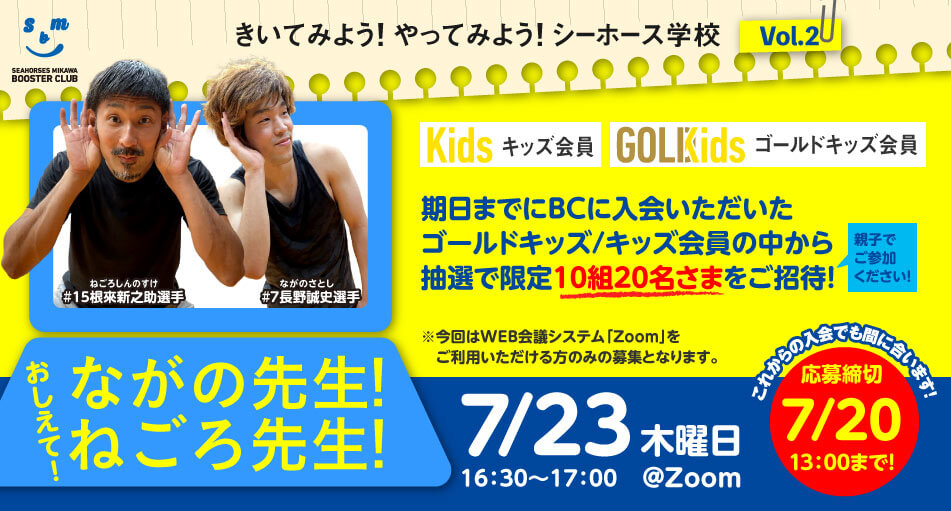 sbm
SEAHORSES MIKAWA
BOOSTER CLUB
きいてみよう! やってみよう! シーホース学校
Vol.2
Kids キッズ会員
GOLDKids ゴールドキッズ会員
期日までにBCに入会いただいた
ゴールドキッズ/キッズ会員の中から
抽選で限定10組20名さまをご招待!
親子で
ご参加
ください!
ねごろしんのすけ
#15根來新之助選手
ながのさとし
#7長野誠史選手
※今回はWEB会議システム「Zoom」を
ご利用いただける方のみの募集となります。
おしえて!
ながの先生!
ねごろ先生!
7/23 木曜日
16:30〜17:00 @Zoom
これからの入会でも間に合います!
応募締切
7/20
13:00まで!